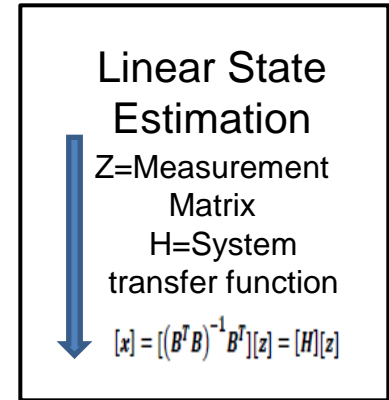 Linear State
Estimation
Z=Measurement
Matrix
H=System
transfer function
[x] = [(B^T B)^{-1} B^T][z] = [H][z]